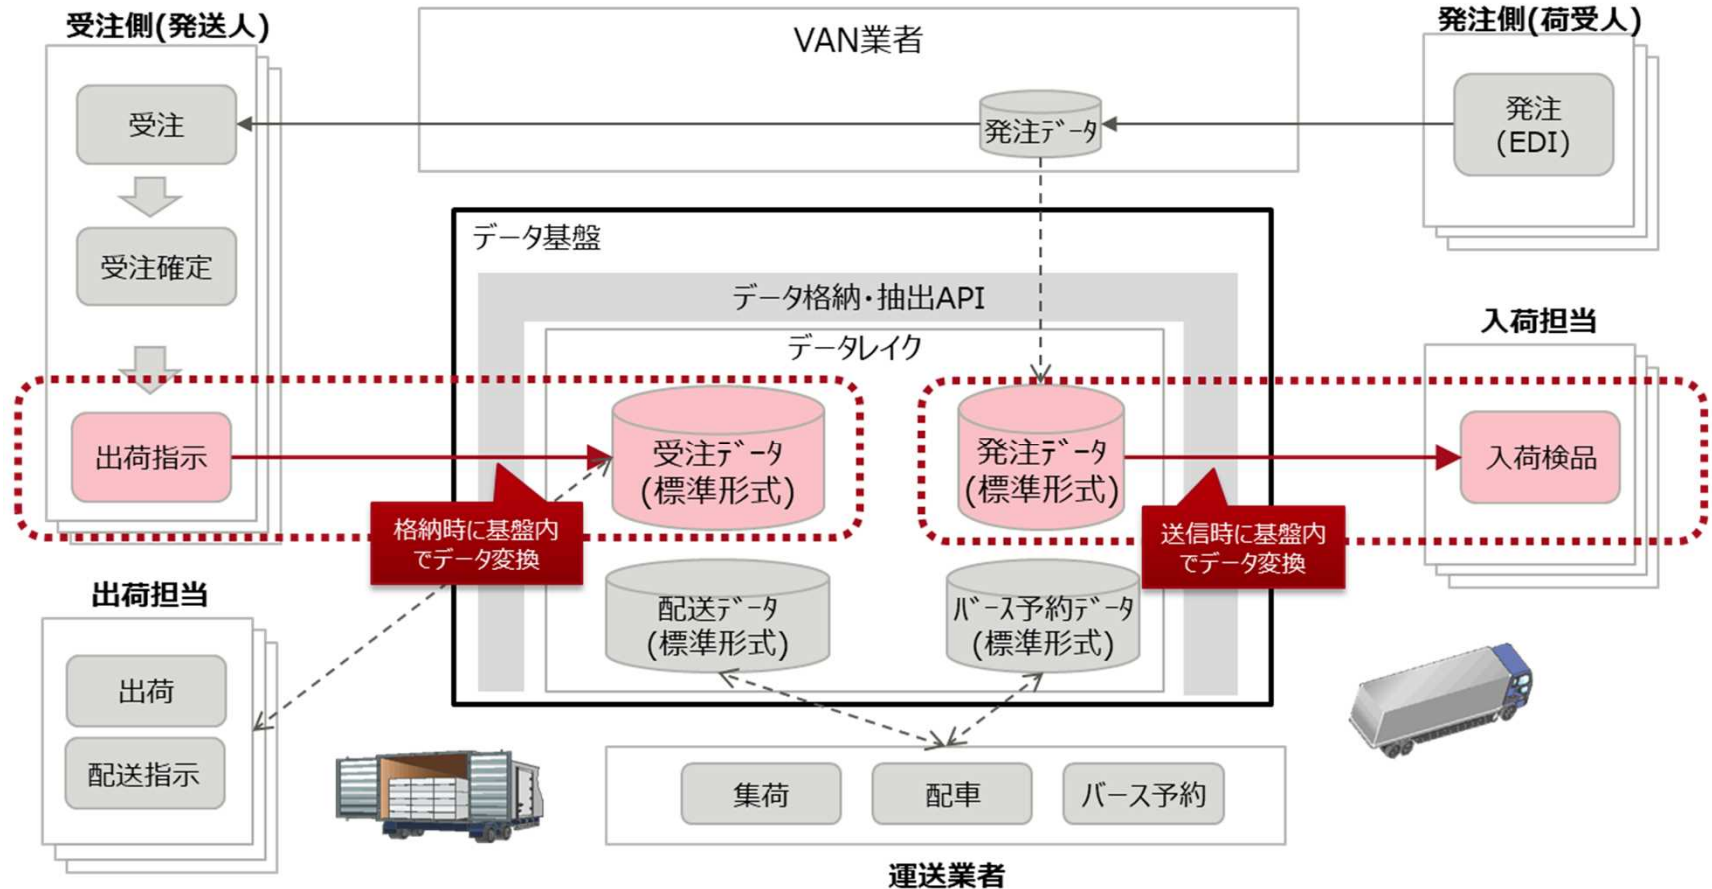 受注側(発送人)
VAN業者
発注側(荷受人)
受注
発注データ
発注
(EDI)
受注確定
データ基盤
データ格納・抽出API
データレイク
入荷担当
出荷指示
受注データ
(標準形式)
発注データ
(標準形式)
入荷検品
格納時に基盤内
でデータ変換
送信時に基盤内
でデータ変換
出荷担当
配送データ
(標準形式)
バース予約データ
(標準形式)
出荷
配送指示
集荷
配車
バース予約
運送業者